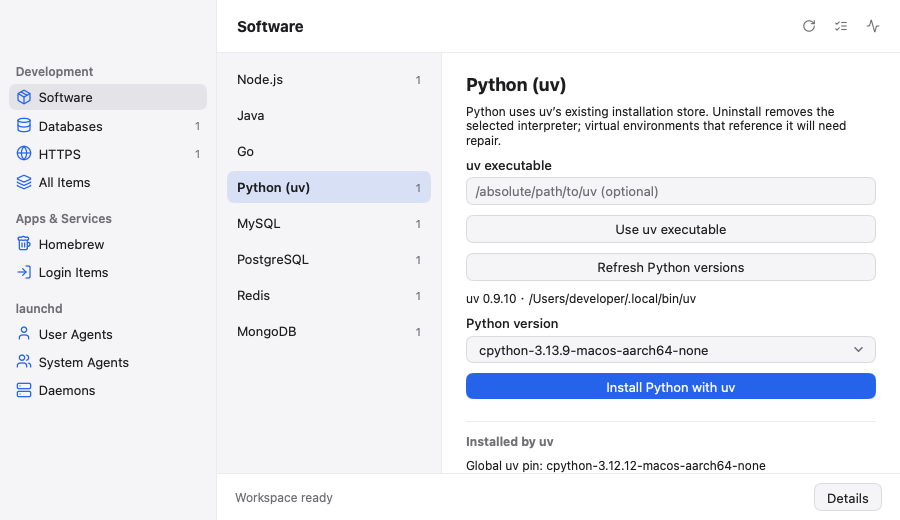 Software
Development
Software
Databases 1
HTTPS 1
All Items
Apps & Services
Homebrew
Login Items
launchd
User Agents
System Agents
Daemons
Node.js 1
Java
Go
Python (uv) 1
MySQL 1
PostgreSQL 1
Redis 1
MongoDB 1
Python (uv)
Python uses uv's existing installation store. Uninstall removes the
selected interpreter; virtual environments that reference it will need
repair.
uv executable
/absolute/path/to/uv (optional)
Use uv executable
Refresh Python versions
uv 0.9.10 · /Users/developer/.local/bin/uv
Python version
cpython-3.13.9-macos-aarch64-none
Install Python with uv
Installed by uv
Global uv pin: cpython-3.12.12-macos-aarch64-none
Workspace ready
Details